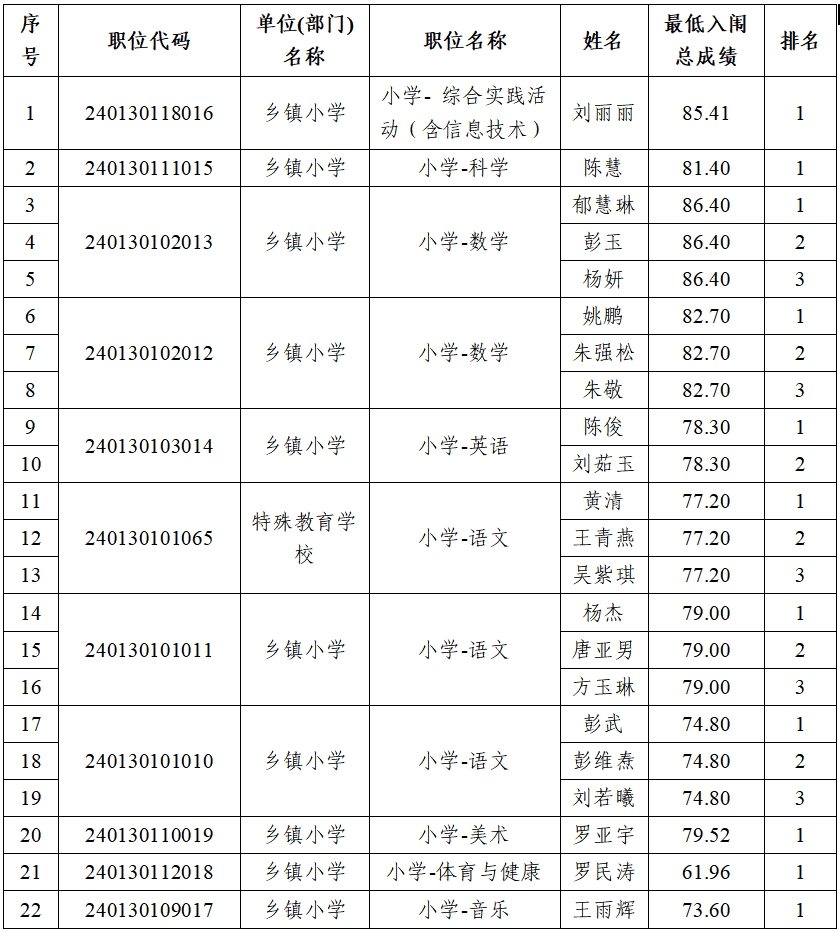 序号 职位代码 单位(部门)名称 职位名称 姓名 最低入闱总成绩 排名
1 240130118016 乡镇小学 小学- 综合实践活动（含信息技术） 刘丽丽 85.41 1
2 240130111015 乡镇小学 小学-科学 陈慧 81.40 1
3 240130102013 乡镇小学 小学-数学 郁慧琳 86.40 1
4 彭玉 86.40 2
5 杨妍 86.40 3
6 240130102012 乡镇小学 小学-数学 姚鹏 82.70 1
7 朱强松 82.70 2
8 朱敬 82.70 3
9 240130103014 乡镇小学 小学-英语 陈俊 78.30 1
10 刘茹玉 78.30 2
11 240130101065 特殊教育学校 小学-语文 黄清 77.20 1
12 王青燕 77.20 2
13 吴紫琪 77.20 3
14 240130101011 乡镇小学 小学-语文 杨杰 79.00 1
15 唐亚男 79.00 2
16 方玉琳 79.00 3
17 240130101010 乡镇小学 小学-语文 彭武 74.80 1
18 彭维焘 74.80 2
19 刘若曦 74.80 3
20 240130110019 乡镇小学 小学-美术 罗亚宇 79.52 1
21 240130112018 乡镇小学 小学-体育与健康 罗民涛 61.96 1
22 240130109017 乡镇小学 小学-音乐 王雨辉 73.60 1